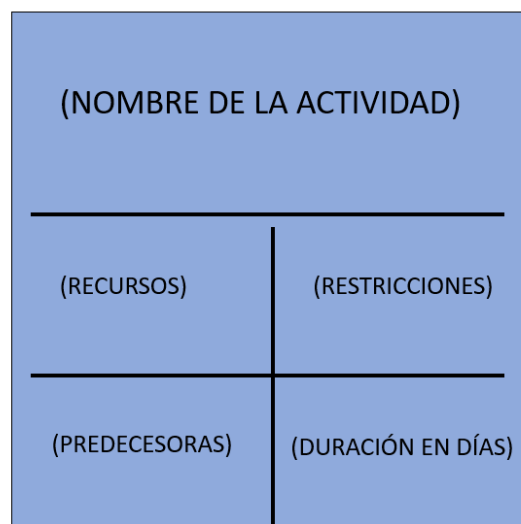 (NOMBRE DE LA ACTIVIDAD)
(RECURSOS)
(RESTRICCIONES)
(PREDECESORAS)
(DURACIÓN EN DÍAS)